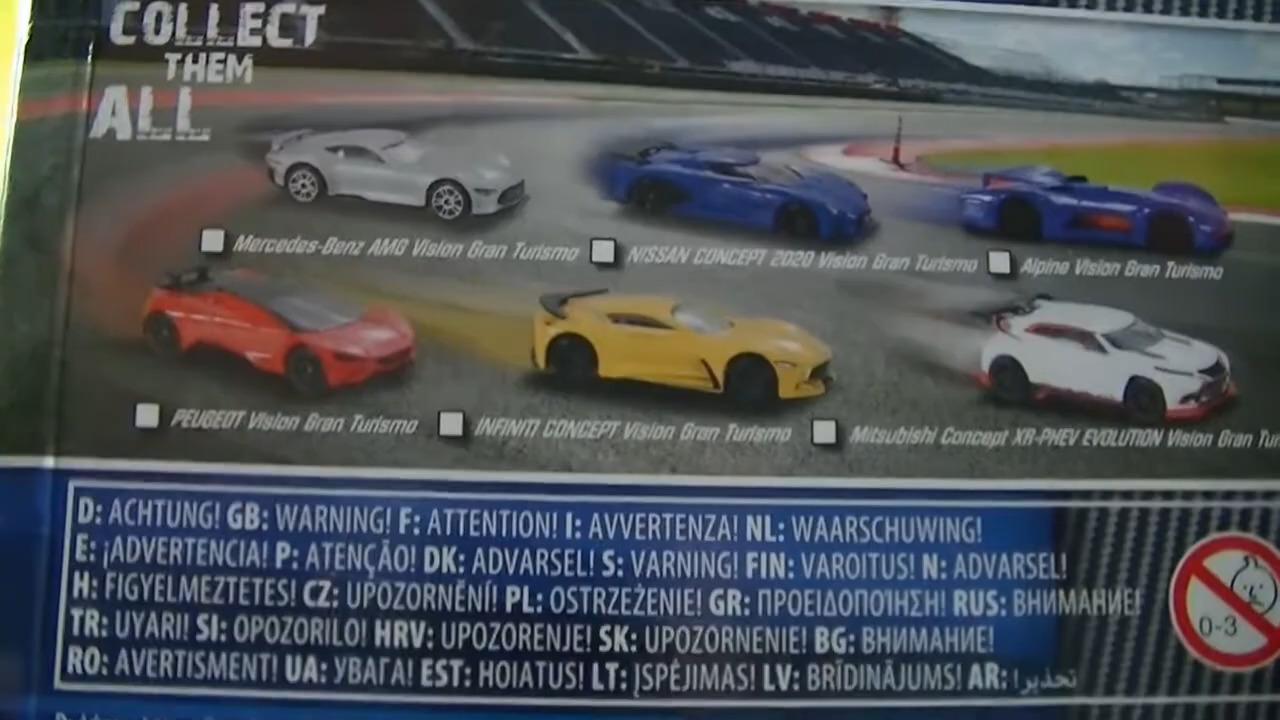 COLLECT
THEM
ALL
Mercedes-Benz AMG Vision Gran Turismo
NISSAN CONCEPT 2020 Vision Gran Turismo
Alpine Vision Gran Turismo
PEUGEOT Vision Gran Turismo
INFINITI CONCEPT Vision Gran Turismo
Mitsubishi Concept XR-PHEV EVOLUTION Vision Gran Tur
D: ACHTUNG! GB: WARNING! F: ATTENTION! I: AVVERTENZA! NL: WAARSCHUWING!
E: ¡ADVERTENCIA! P: ATENÇÃO! DK: ADVARSEL! S: VARNING! FIN: VAROITUS! N: ADVARSEL!
H: FIGYELMEZTETES! CZ: UPOZORNĚNÍ! PL: OSTRZEŻENIE! GR: ΠΡΟΕΙΔΟΠΟΊΗΣΗ! RUS: ВНИМАНИЕ!
TR: UYARI! SI: OPOZORILO! HRV: UPOZORENJE! SK: UPOZORNENIE! BG: ВНИМАНИЕ!
RO: AVERTISMENT! UA: УВАГА! EST: HOIATUS! LT: ĮSPĖJIMAS! LV: BRĪDINĀJUMS! AR: تحذير!
0-3